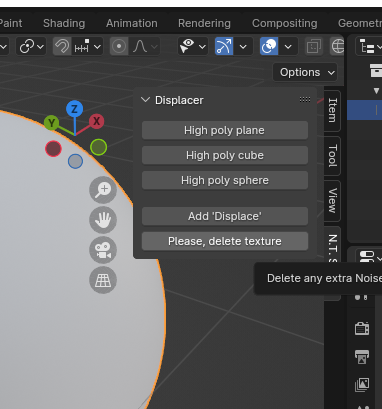 Paint Shading Animation Rendering Compositing Geometr
Options
Displacer
High poly plane
High poly cube
High poly sphere
Add 'Displace'
Please, delete texture
Delete any extra Noise
Z
Y
X
Item
Tool
View
N.T.